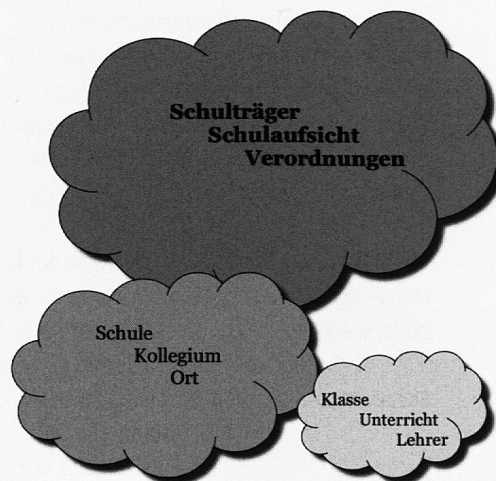 Schulträger
Schulaufsicht
Verordnungen
Schule
Kollegium
Ort
Klasse
Unterricht
Lehrer